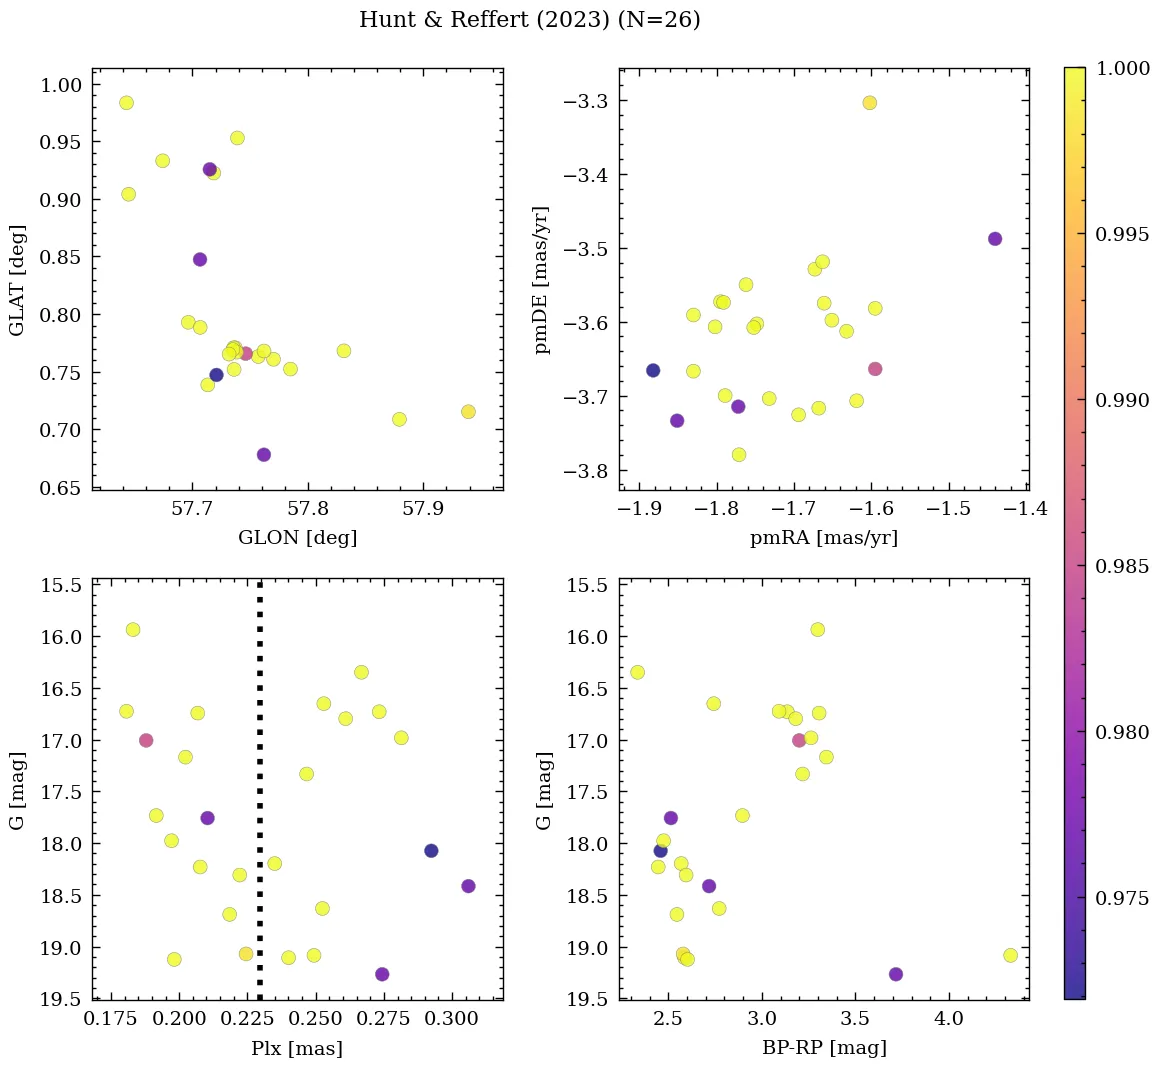 Hunt & Reffert (2023) (N=26)
1.00
0.95
0.90
0.85
0.80
0.75
0.70
0.65
GLAT [deg]
57.7 57.8 57.9
GLON [deg]
−3.3
−3.4
−3.5
−3.6
−3.7
−3.8
pmDE [mas/yr]
−1.9 −1.8 −1.7 −1.6 −1.5 −1.4
pmRA [mas/yr]
15.5
16.0
16.5
17.0
17.5
18.0
18.5
19.0
19.5
G [mag]
0.175 0.200 0.225 0.250 0.275 0.300
Plx [mas]
15.5
16.0
16.5
17.0
17.5
18.0
18.5
19.0
19.5
G [mag]
2.5 3.0 3.5 4.0
BP-RP [mag]
1.000
0.995
0.990
0.985
0.980
0.975